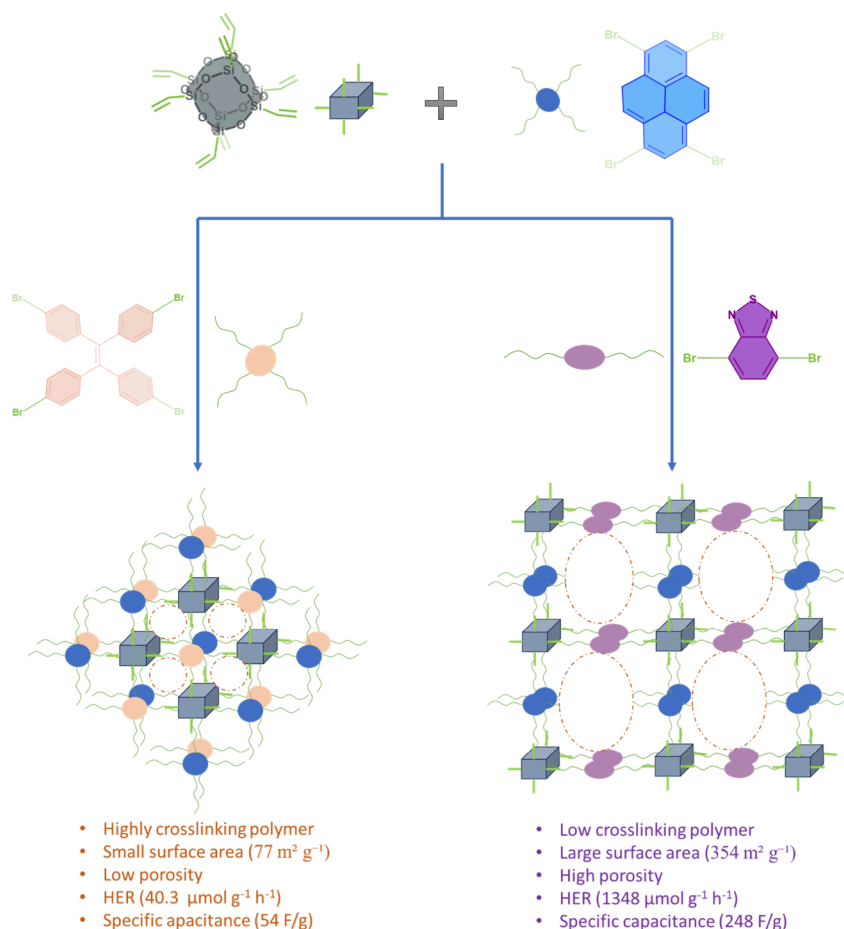 Si
O
O
Si
O
O
Si
O
Si
Si
O
O
Si
Si
O
O
Si
O
Br
Br
Br
Br
S
N
N
Br
Br
Br
Br
Br
Br
• Highly crosslinking polymer
• Small surface area (77 m² g⁻¹)
• Low porosity
• HER (40.3 μmol g⁻¹ h⁻¹)
• Specific apacitance (54 F/g)
• Low crosslinking polymer
• Large surface area (354 m² g⁻¹)
• High porosity
• HER (1348 μmol g⁻¹ h⁻¹)
• Specific capacitance (248 F/g)